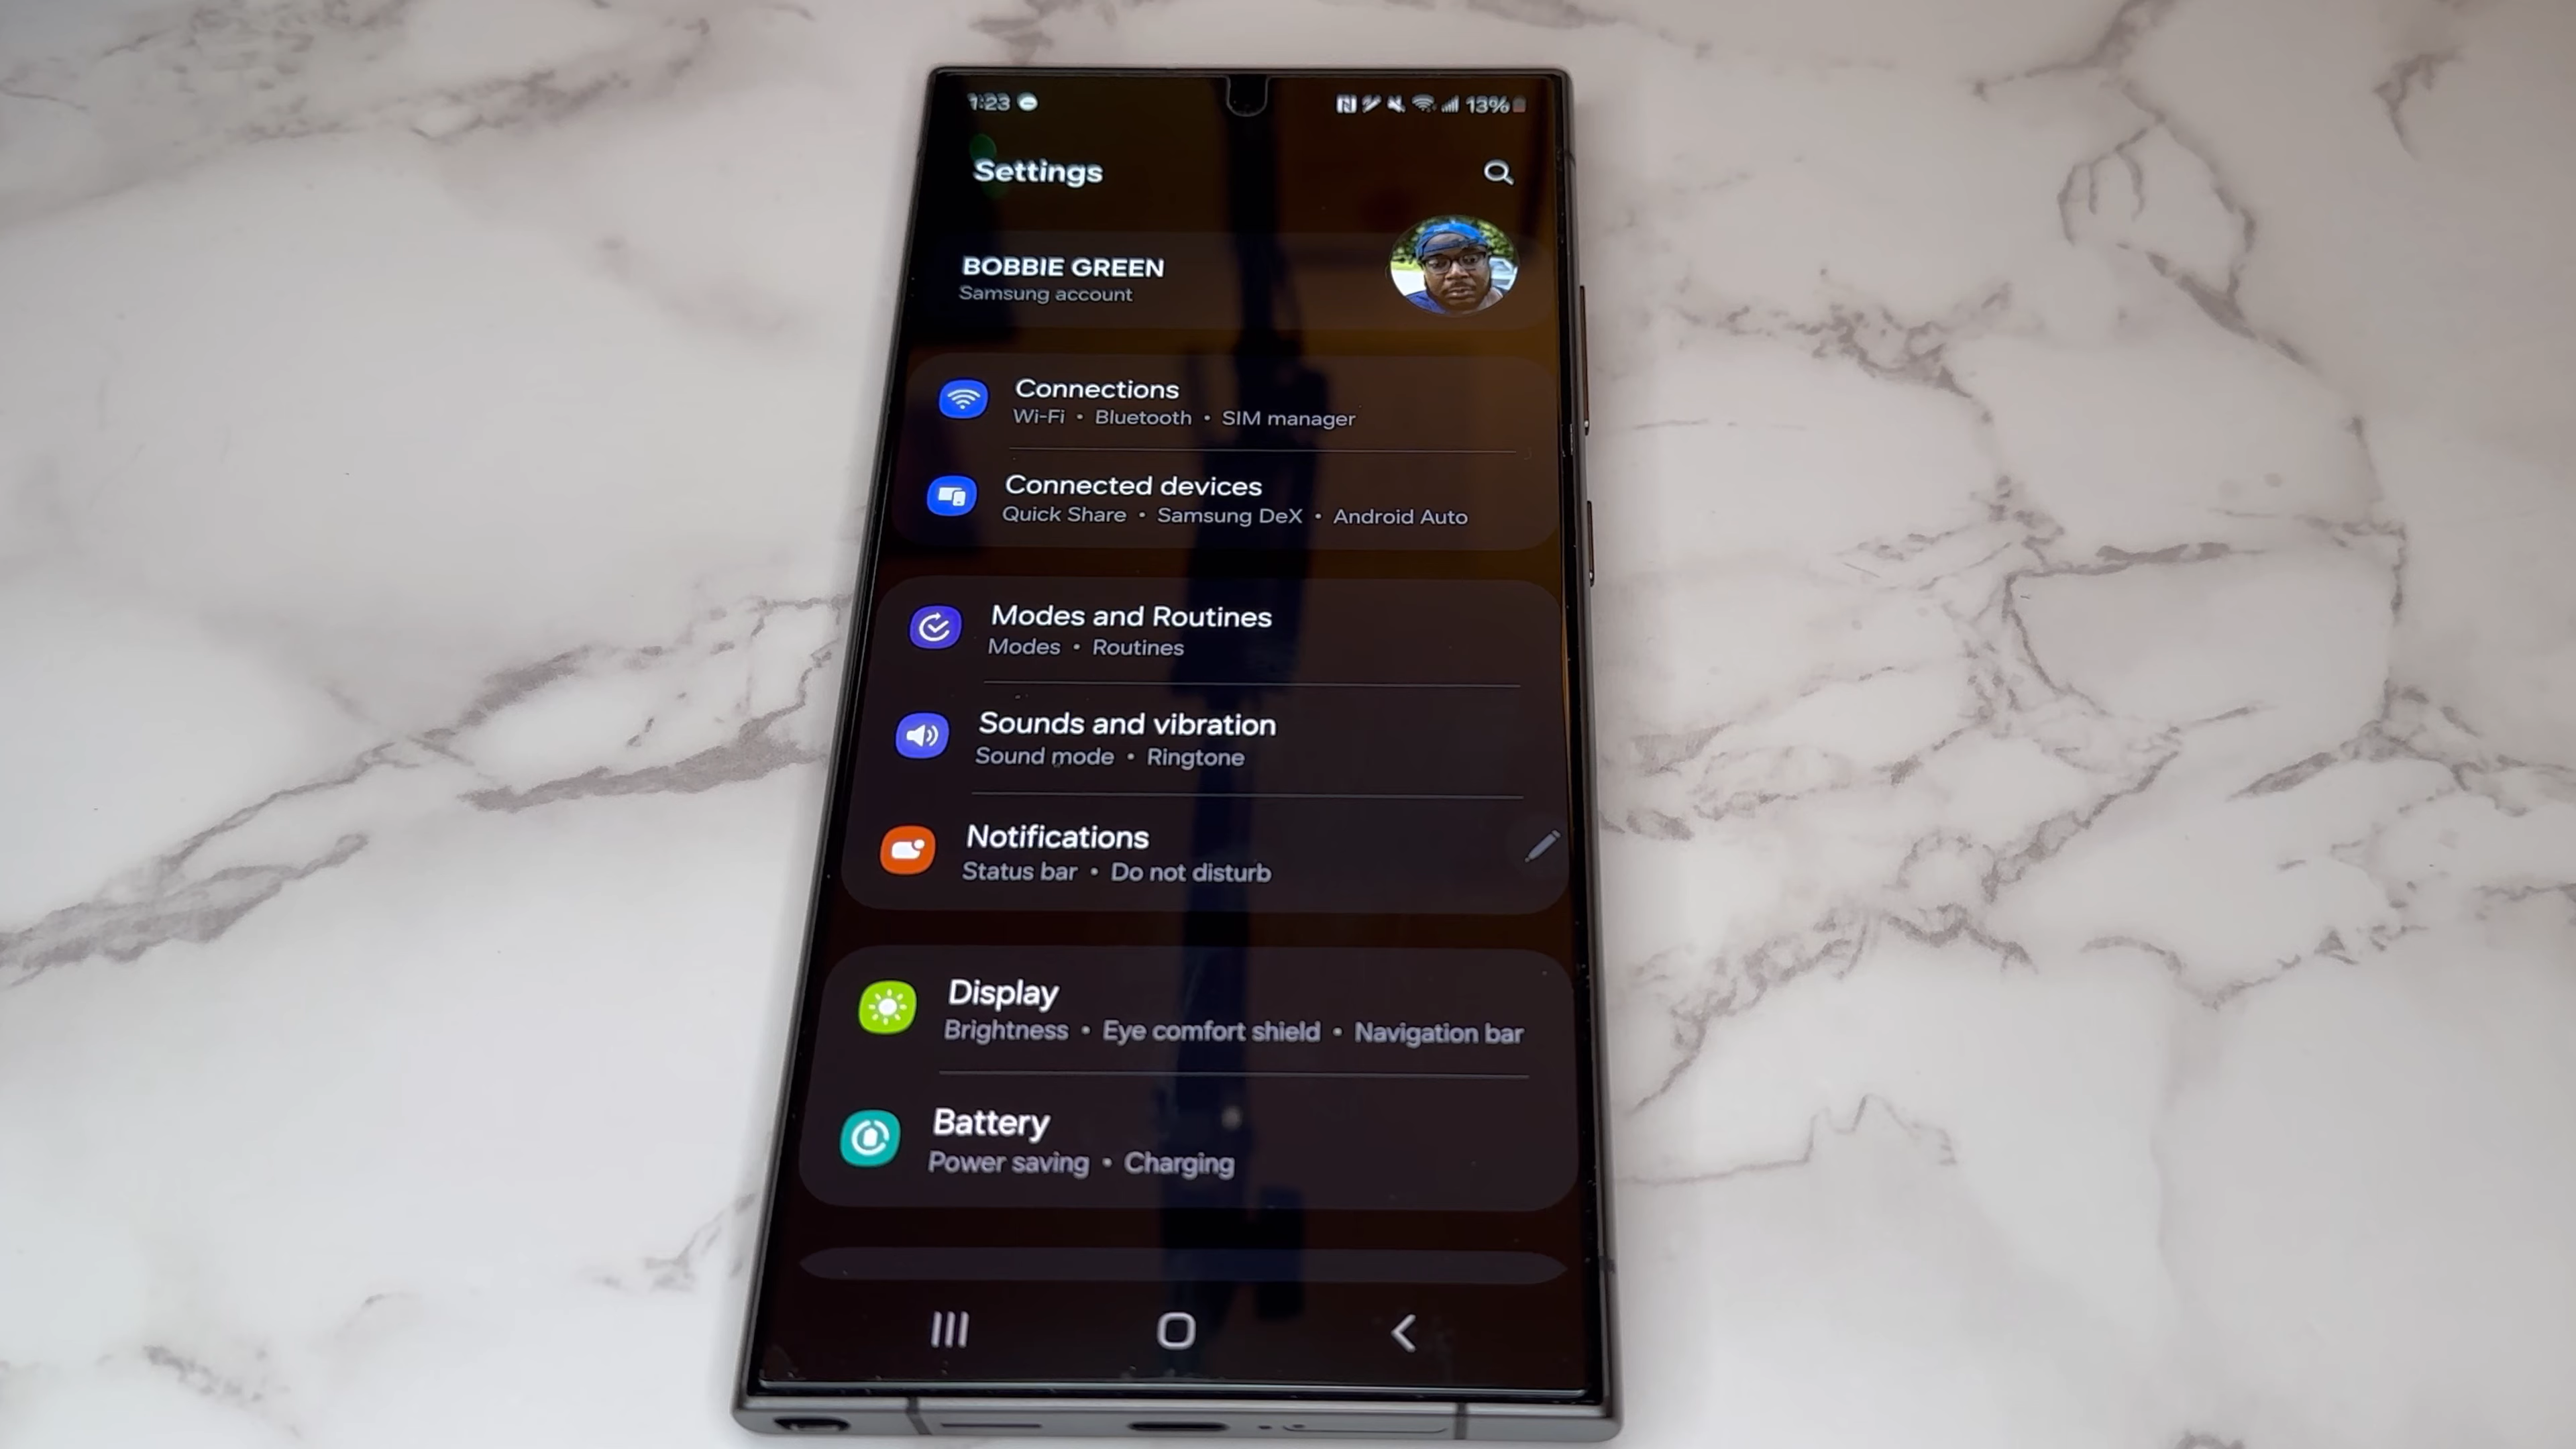 1:23 13%
Settings
BOBBIE GREEN
Samsung account
Connections
Wi-Fi • Bluetooth • SIM manager
Connected devices
Quick Share • Samsung DeX • Android Auto
Modes and Routines
Modes • Routines
Sounds and vibration
Sound mode • Ringtone
Notifications
Status bar • Do not disturb
Display
Brightness • Eye comfort shield • Navigation bar
Battery
Power saving • Charging